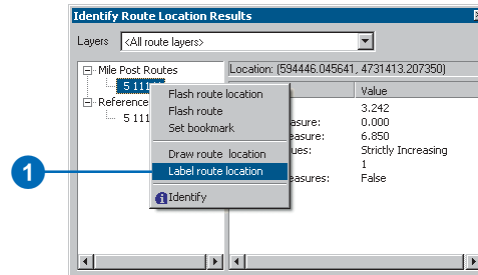 Identify Route Location Results
Layers <All route layers>
Mile Post Routes
5 111
Reference
5 111
Location: (594446.045641, 4731413.207350)
Value
3.242
asure: 0.000
easure: 6.850
ues: Strictly Increasing
1
easures: False
Flash route location
Flash route
Set bookmark
Draw route location
Label route location
Identify
1